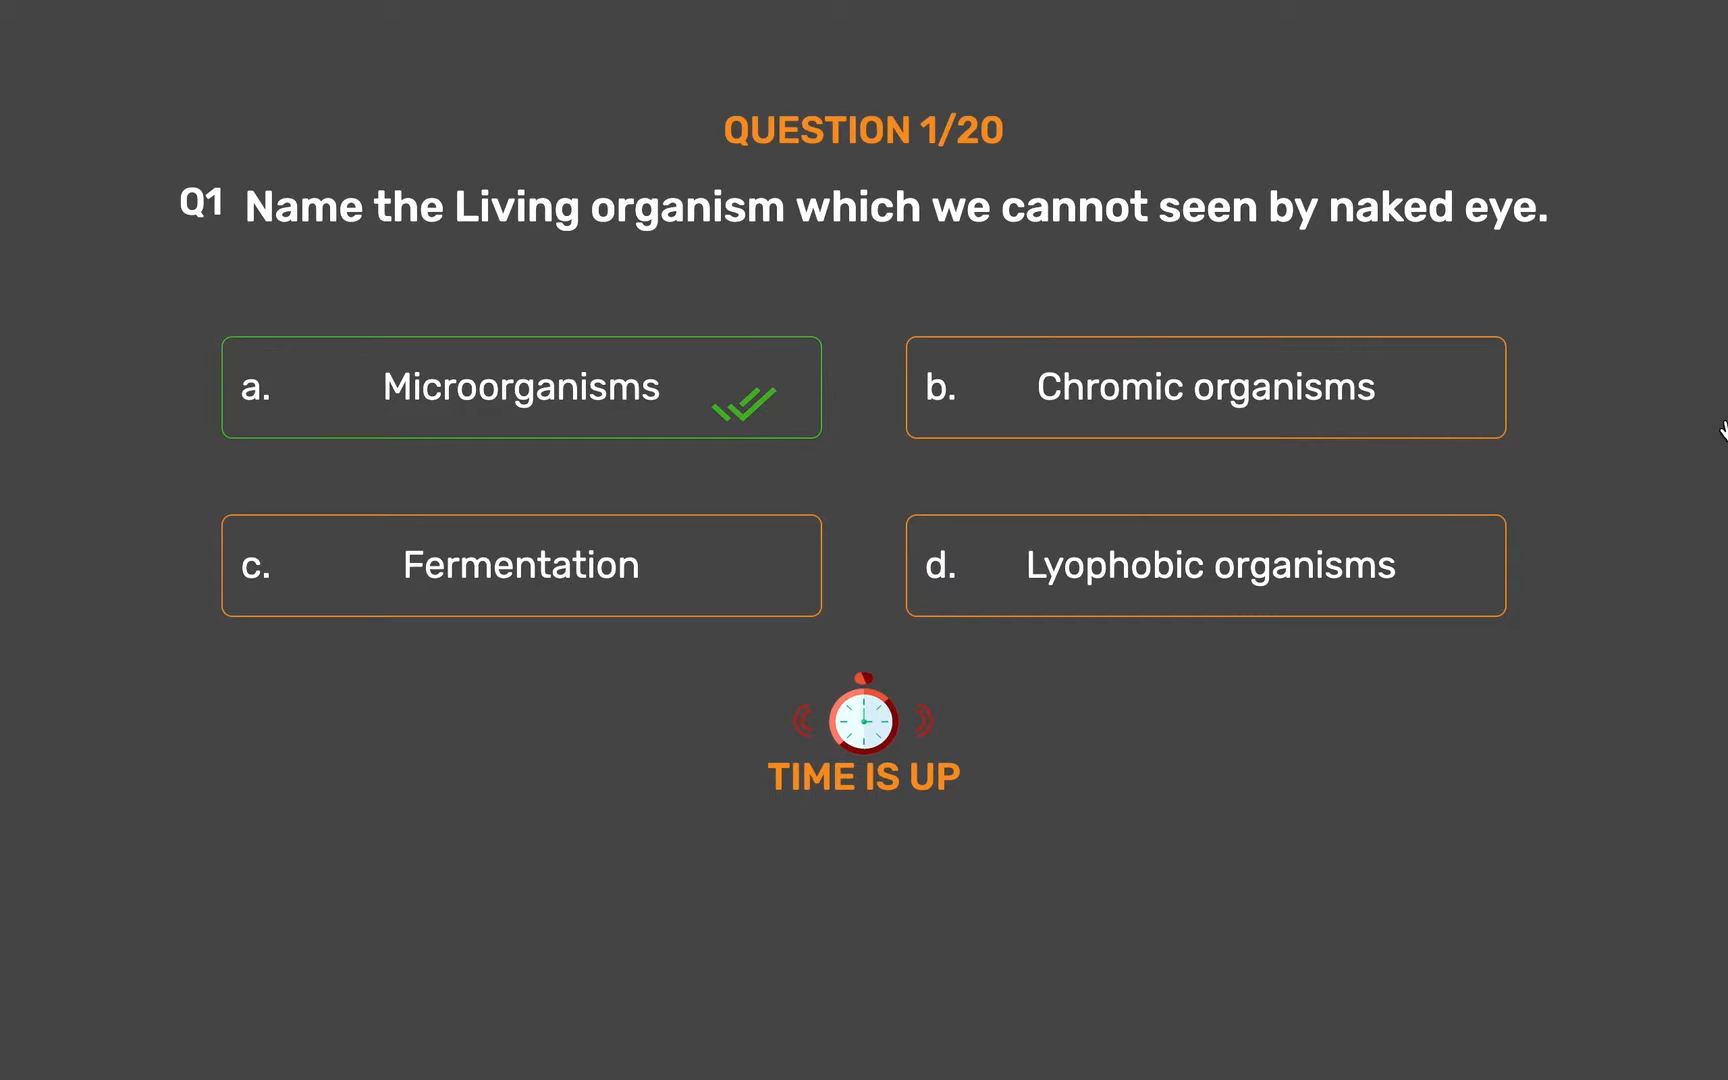 QUESTION 1/20
Q1 Name the Living organism which we cannot seen by naked eye.
a. Microorganisms
b. Chromic organisms
c. Fermentation
d. Lyophobic organisms
TIME IS UP